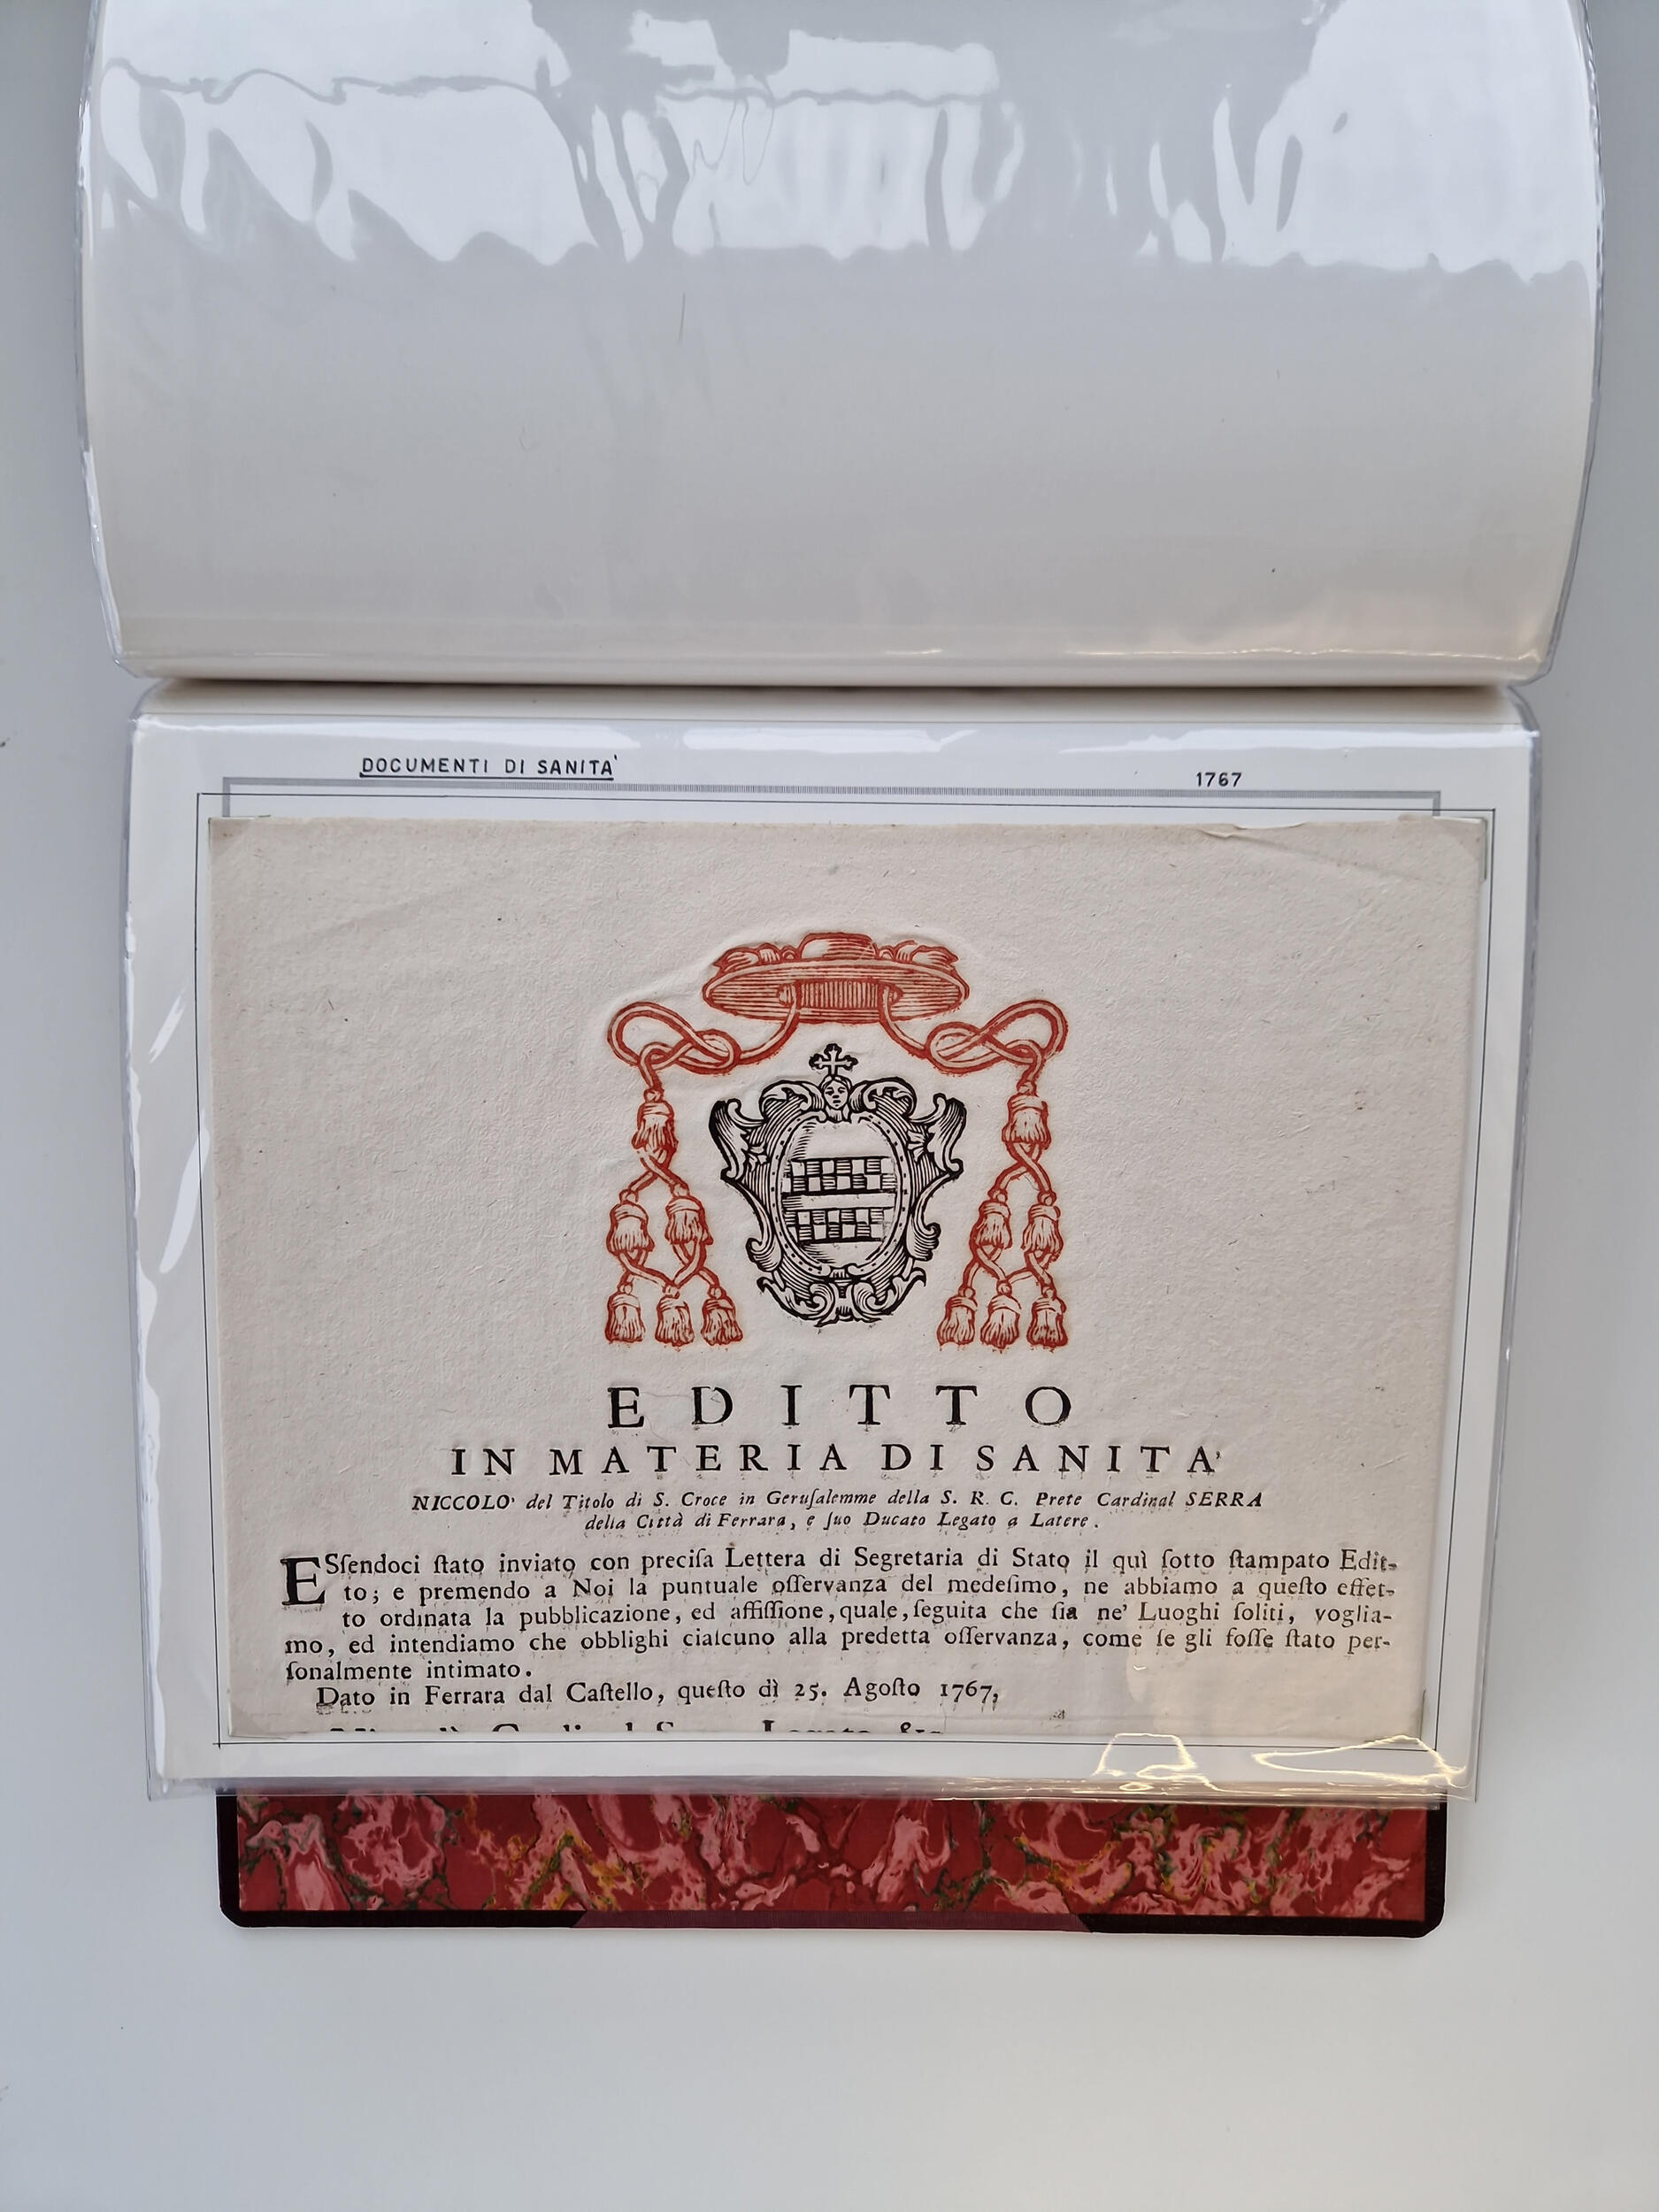 DOCUMENTI DI SANITA'
1767
EDITTO
IN MATERIA DI SANITA'
NICCOLO' del Titolo di S. Croce in Geruſalemme della S. R. C. Prete Cardinal SERRA
della Città di Ferrara, e ſuo Ducato Legato a Latere.
ESſendoci ſtato inviato con preciſa Lettera di Segretaria di Stato il quì ſotto ſtampato Edit-
to; e premendo a Noi la puntuale oſſervanza del medeſimo, ne abbiamo a queſto effet-
to ordinata la pubblicazione, ed affiſſione, quale, ſeguita che ſia ne' Luoghi ſoliti, voglia-
mo, ed intendiamo che obblighi ciaſcuno alla predetta oſſervanza, come ſe gli foſſe ſtato per-
ſonalmente intimato.
Dato in Ferrara dal Caſtello, queſto dì 25. Agoſto 1767,